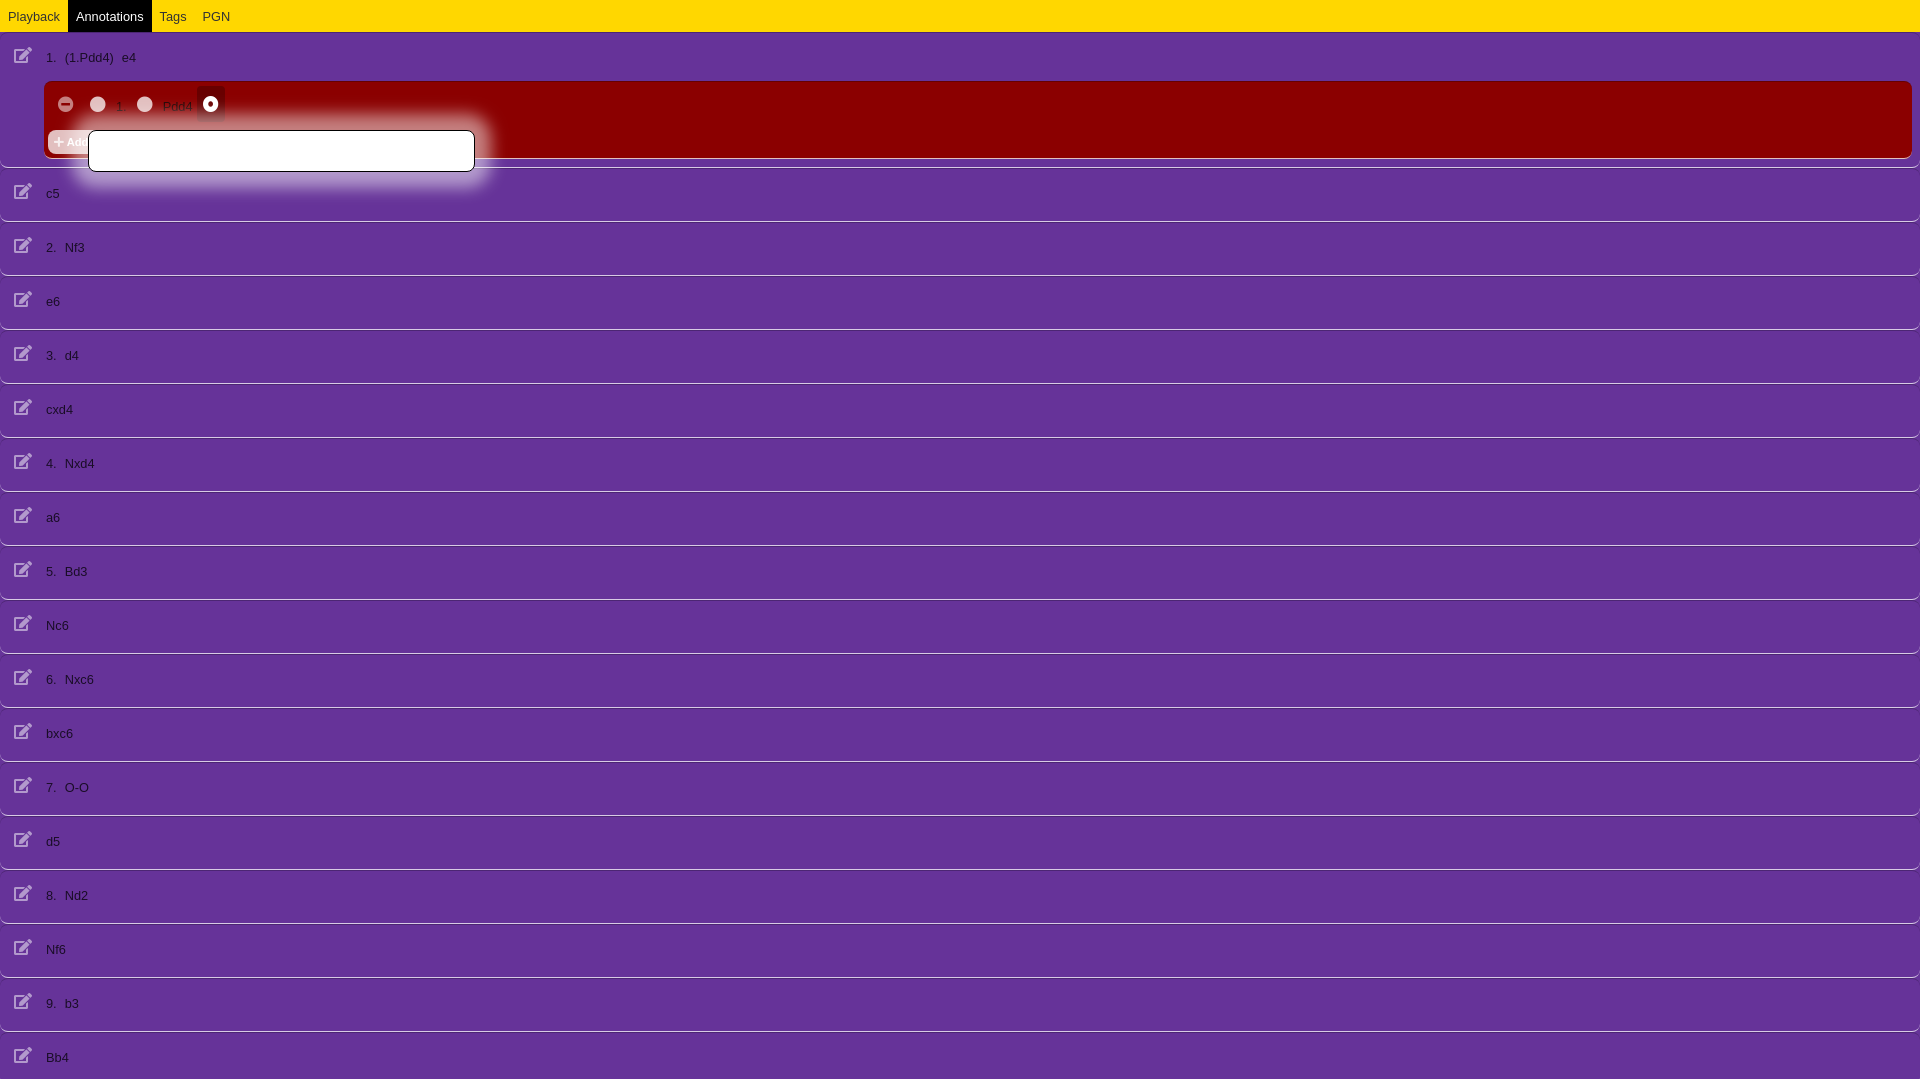 Playback Annotations Tags PGN
1. (1.Pdd4) e4
1. Pdd4
Add
c5
2. Nf3
e6
3. d4
cxd4
4. Nxd4
a6
5. Bd3
Nc6
6. Nxc6
bxc6
7. O-O
d5
8. Nd2
Nf6
9. b3
Bb4